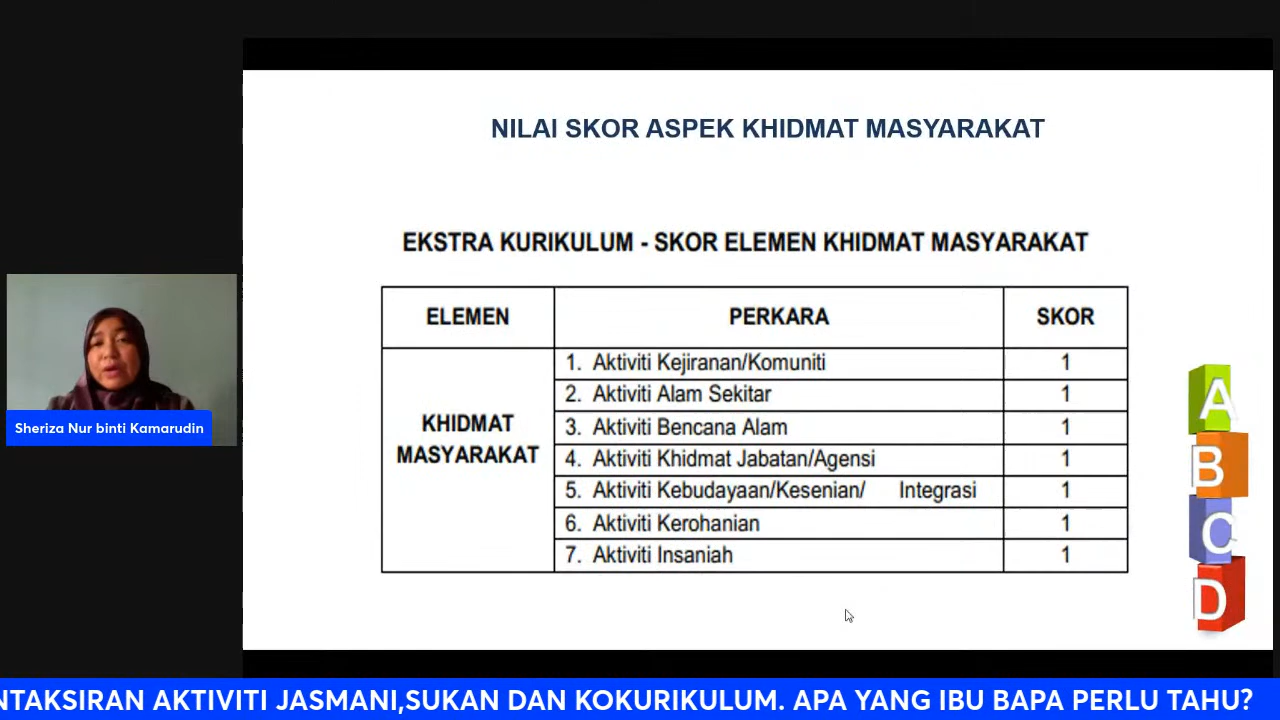 NILAI SKOR ASPEK KHIDMAT MASYARAKAT
EKSTRA KURIKULUM - SKOR ELEMEN KHIDMAT MASYARAKAT
ELEMEN PERKARA SKOR
KHIDMAT
MASYARAKAT
1. Aktiviti Kejiranan/Komuniti 1
2. Aktiviti Alam Sekitar 1
3. Aktiviti Bencana Alam 1
4. Aktiviti Khidmat Jabatan/Agensi 1
5. Aktiviti Kebudayaan/Kesenian/ Integrasi 1
6. Aktiviti Kerohanian 1
7. Aktiviti Insaniah 1
A
B
C
D
Sheriza Nur binti Kamarudin
NTAKSIRAN AKTIVITI JASMANI,SUKAN DAN KOKURIKULUM. APA YANG IBU BAPA PERLU TAHU?